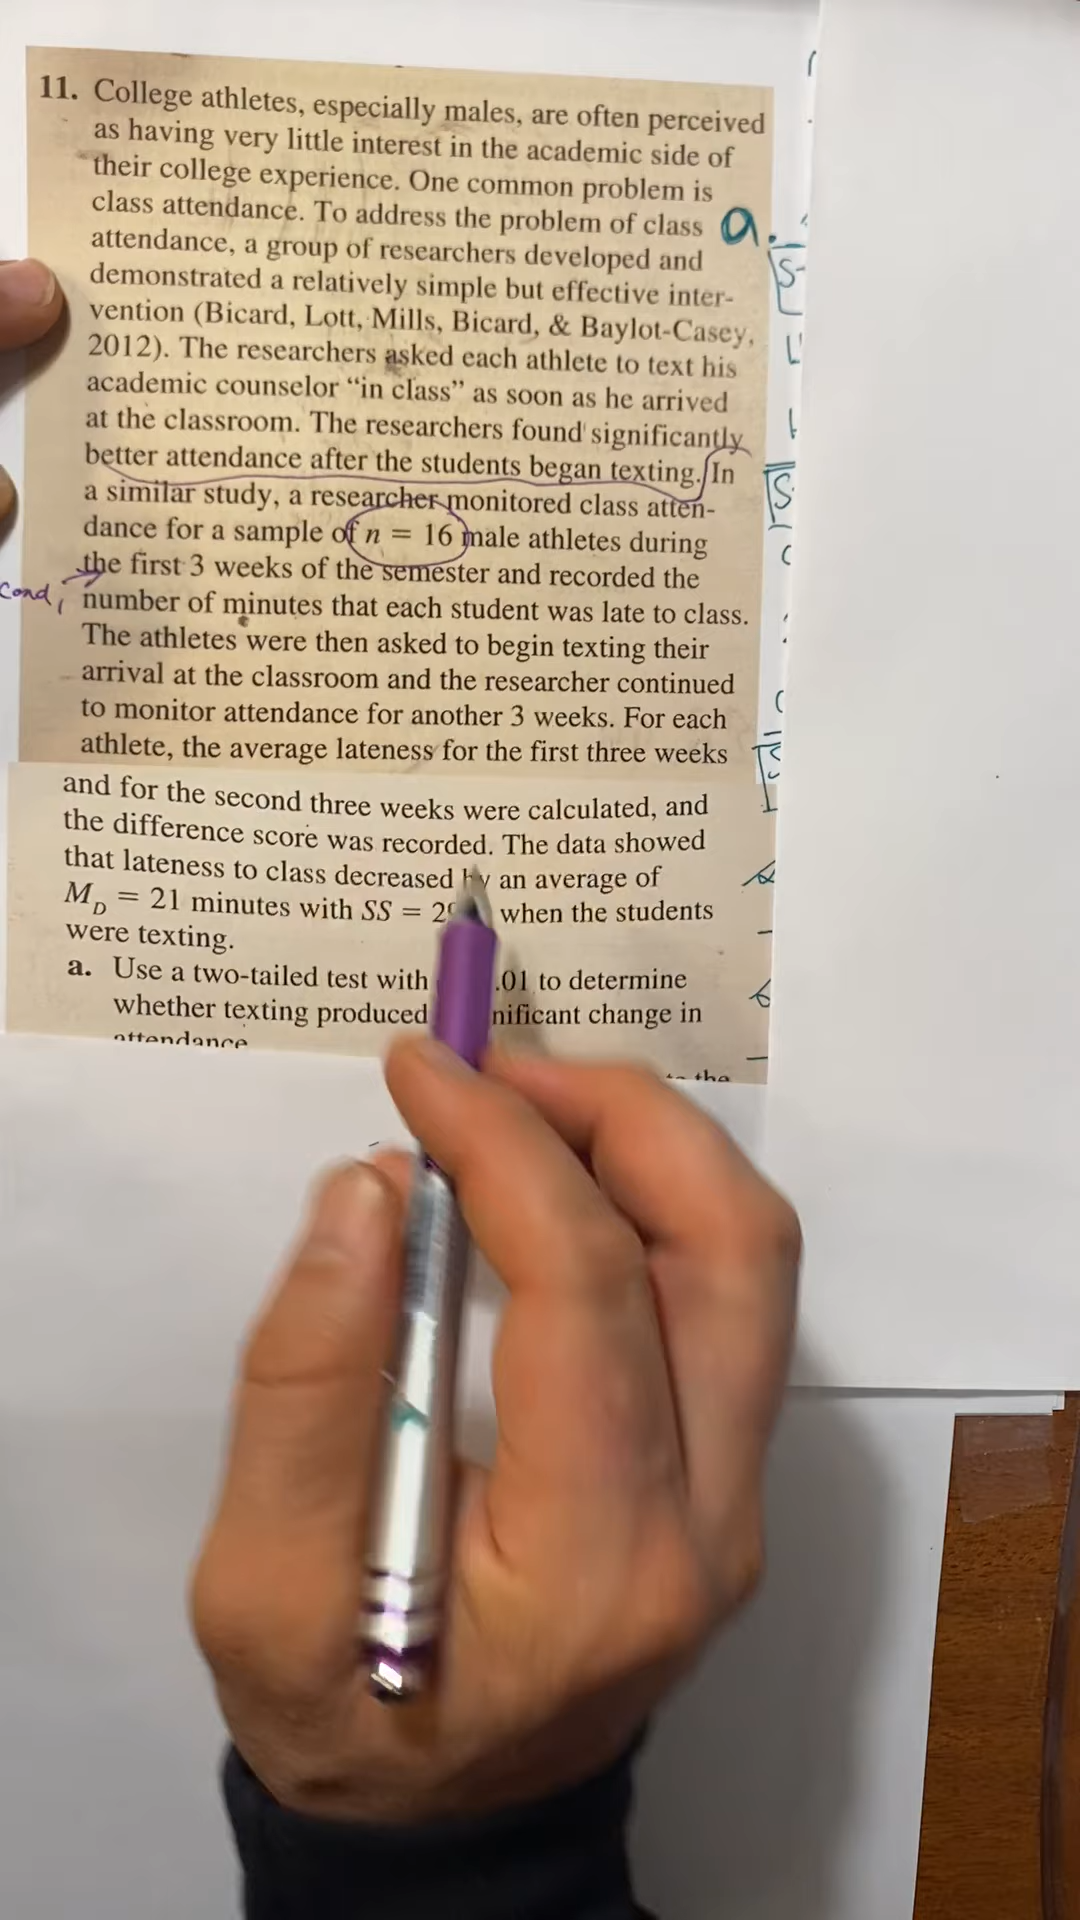 11. College athletes, especially males, are often perceived
as having very little interest in the academic side of
their college experience. One common problem is
class attendance. To address the problem of class
a.
attendance, a group of researchers developed and
demonstrated a relatively simple but effective inter-
vention (Bicard, Lott, Mills, Bicard, & Baylot-Casey,
2012). The researchers asked each athlete to text his
academic counselor “in class” as soon as he arrived
at the classroom. The researchers found significantly
better attendance after the students began texting. In
a similar study, a researcher monitored class atten-
dance for a sample of n = 16 male athletes during
the first 3 weeks of the semester and recorded the
cond,
number of minutes that each student was late to class.
The athletes were then asked to begin texting their
arrival at the classroom and the researcher continued
to monitor attendance for another 3 weeks. For each
athlete, the average lateness for the first three weeks
and for the second three weeks were calculated, and
the difference score was recorded. The data showed
that lateness to class decreased by an average of
M_D = 21 minutes with SS = when the students
were texting.
a. Use a two-tailed test with .01 to determine
whether texting produced change in
attendance
the